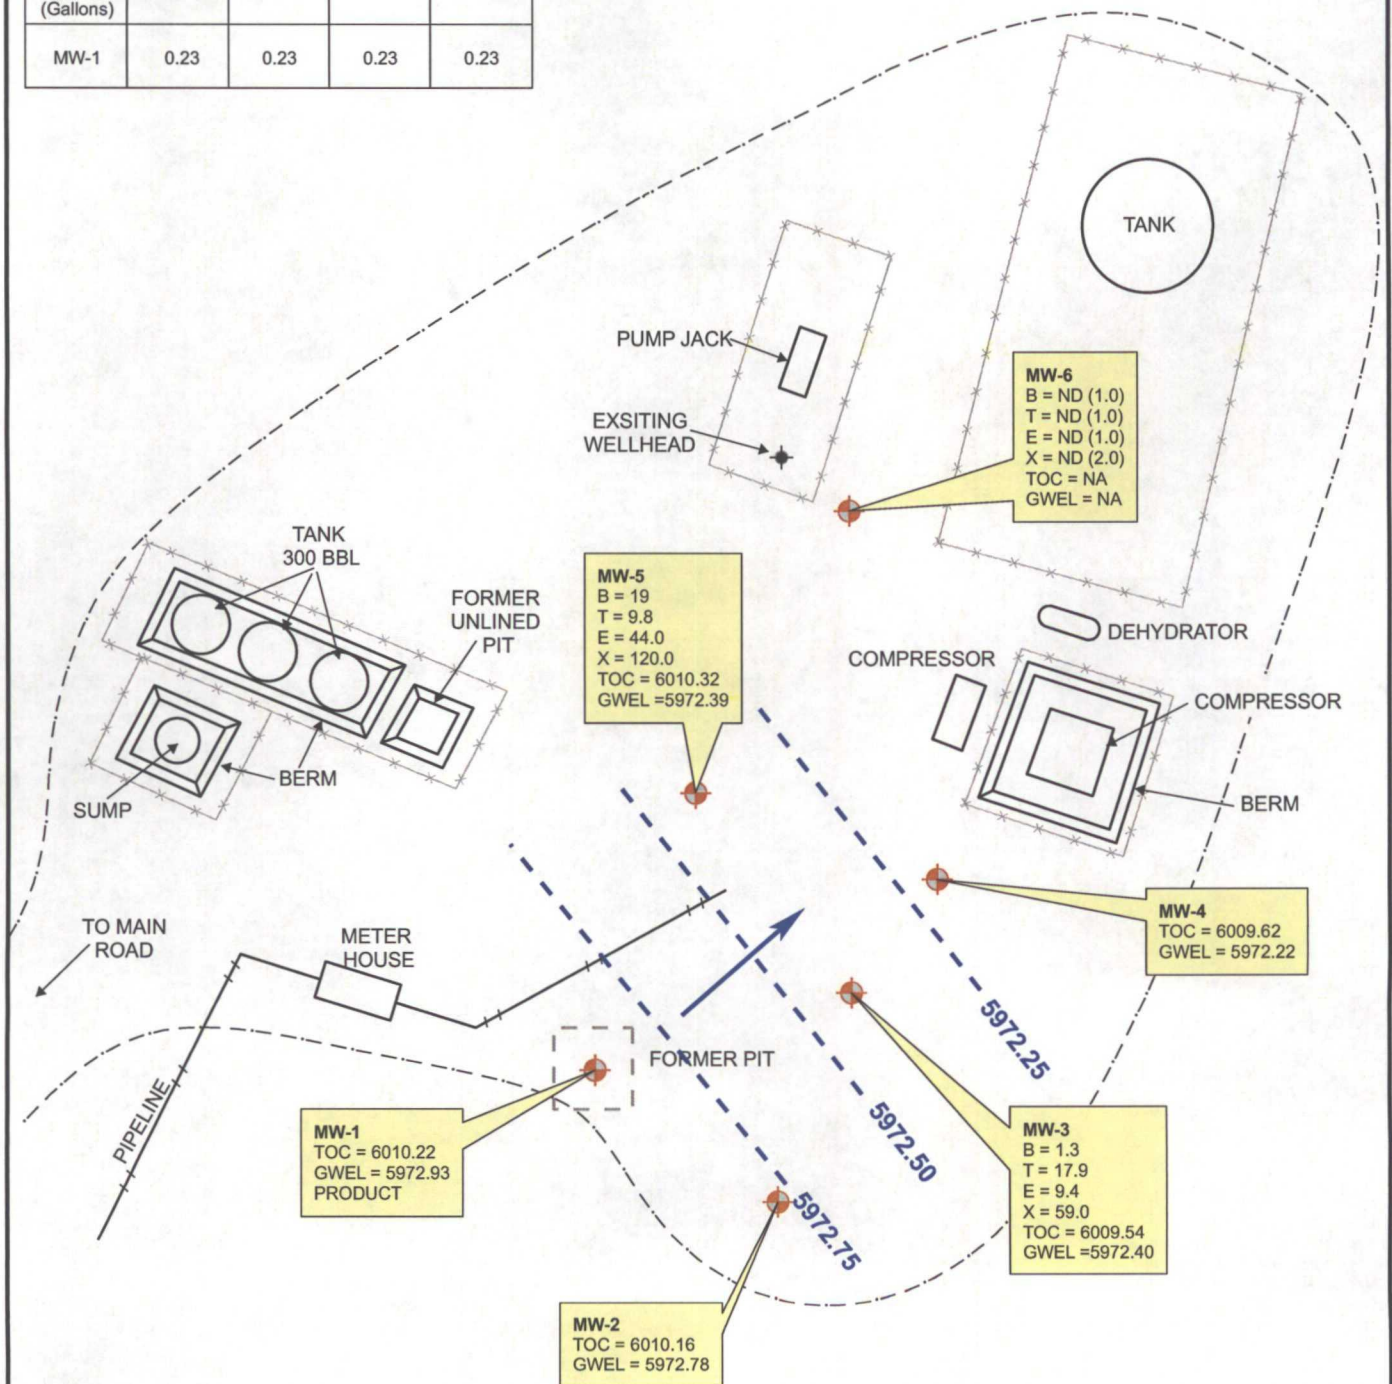 (Gallons)
MW-1 0.23 0.23 0.23 0.23
TANK
PUMP JACK
EXSITING
WELLHEAD
MW-6
B = ND (1.0)
T = ND (1.0)
E = ND (1.0)
X = ND (2.0)
TOC = NA
GWEL = NA
TANK
300 BBL
FORMER
UNLINED
PIT
MW-5
B = 19
T = 9.8
E = 44.0
X = 120.0
TOC = 6010.32
GWEL =5972.39
DEHYDRATOR
COMPRESSOR
COMPRESSOR
BERM
SUMP
BERM
MW-4
TOC = 6009.62
GWEL = 5972.22
TO MAIN
ROAD
METER
HOUSE
5972.25
FORMER PIT
PIPELINE
5972.50
MW-1
TOC = 6010.22
GWEL = 5972.93
PRODUCT
MW-3
B = 1.3
T = 17.9
E = 9.4
X = 59.0
TOC = 6009.54
GWEL =5972.40
5972.75
MW-2
TOC = 6010.16
GWEL = 5972.78